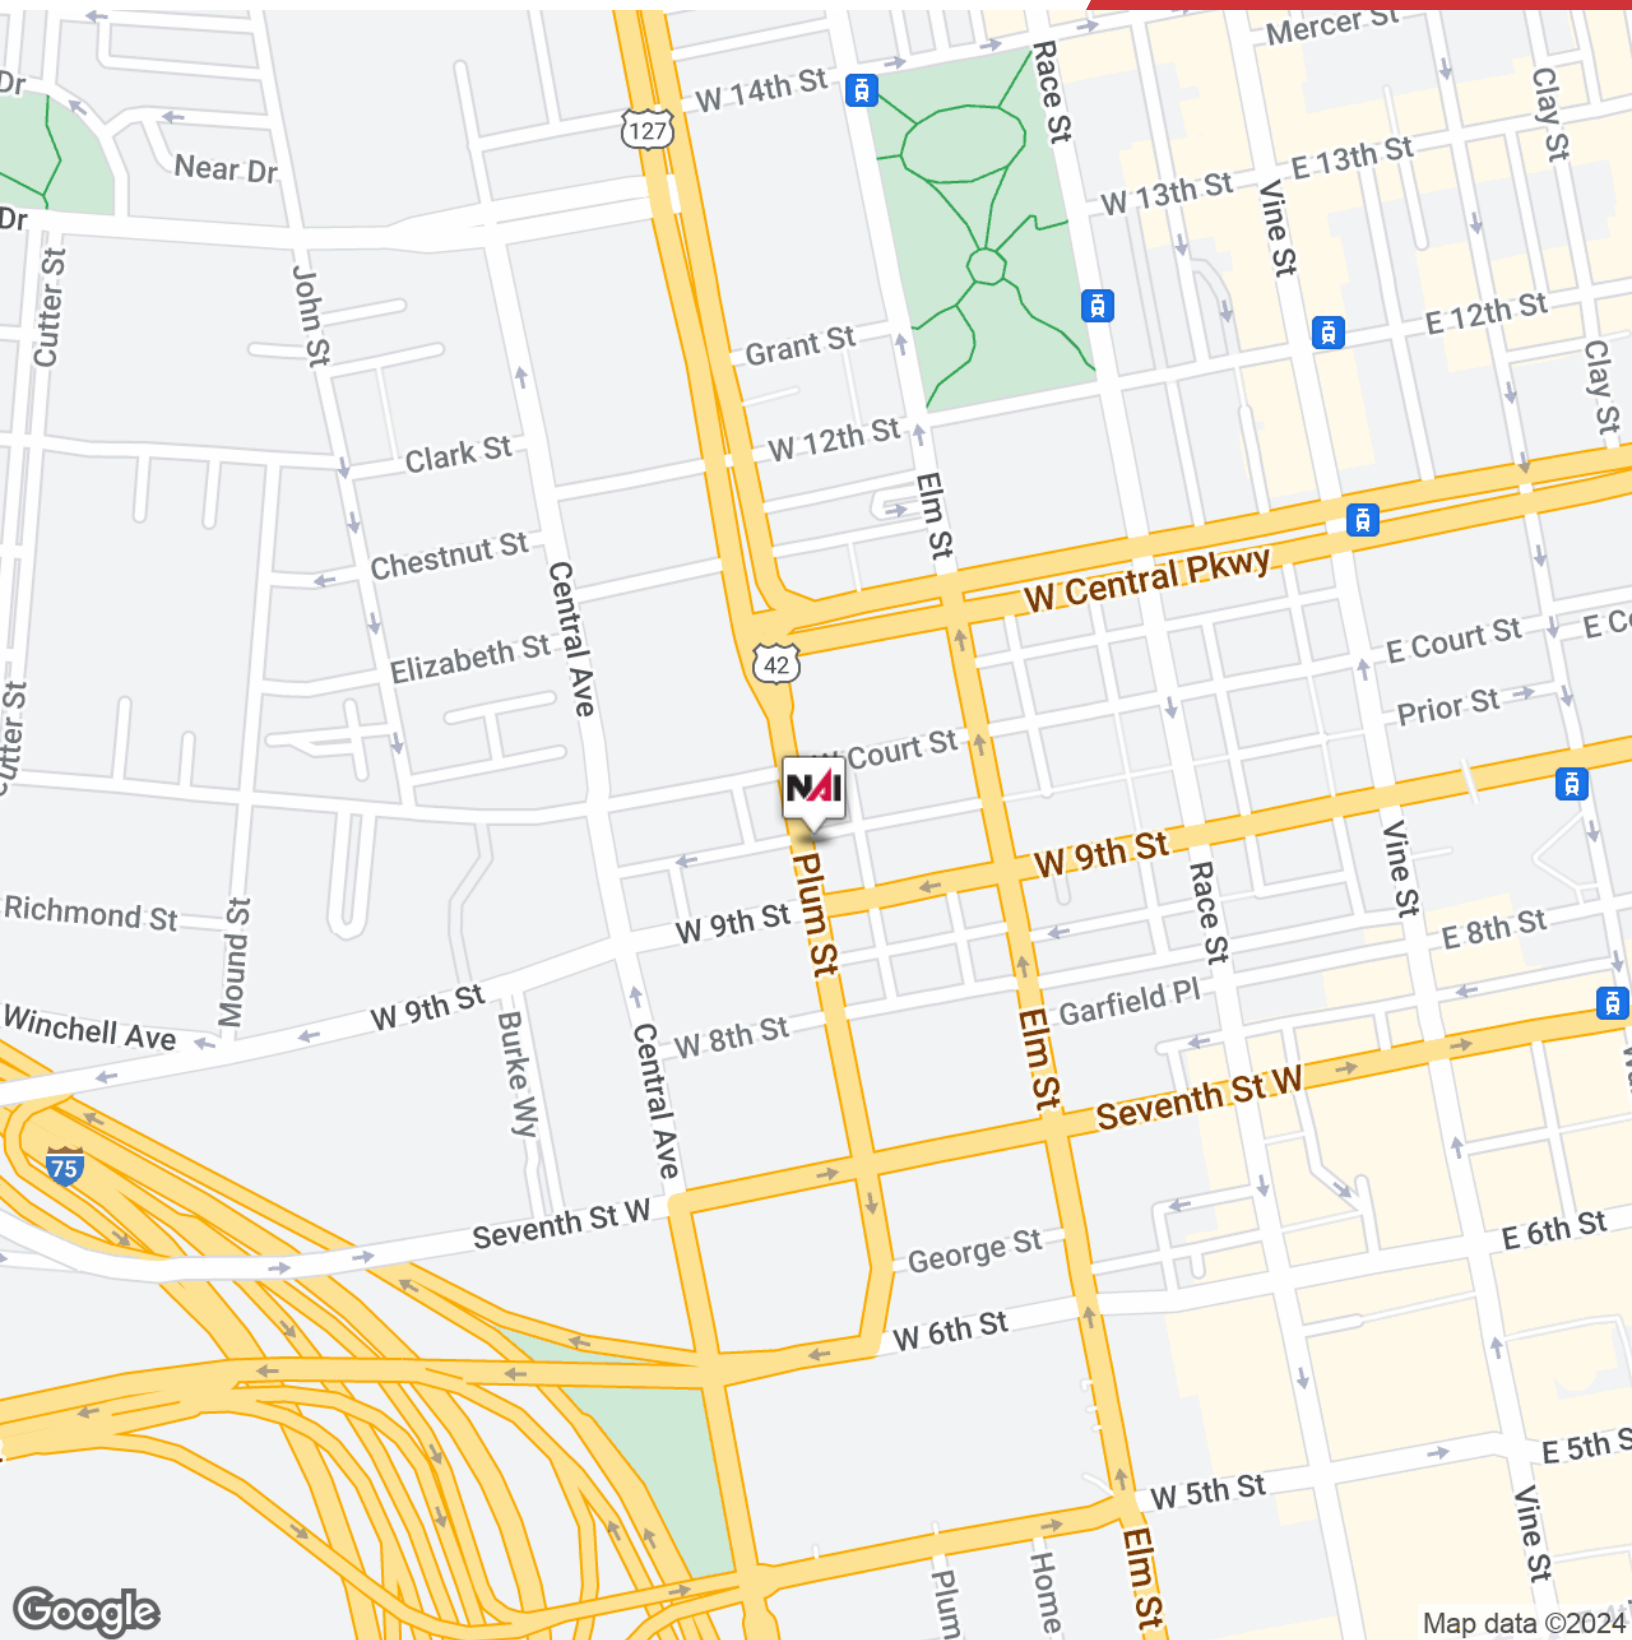 Mercer St
Race St
W 14th St
Clay St
127
Dr
Near Dr
E 13th St
W 13th St
Vine St
Dr
Cutter St
John St
E 12th St
Grant St
Clay St
W 12th St
Clark St
Elm St
Chestnut St
W Central Pkwy
Central Ave
E Court St
Elizabeth St
42
Prior St
Cutter St
Court St
NAI
W 9th St
Vine St
Plum St
Race St
Richmond St
W 9th St
E 8th St
Mound St
W 9th St
Garfield Pl
Winchell Ave
W 8th St
Burke Wy
Central Ave
Elm St
Seventh St W
75
Seventh St W
E 6th St
George St
W 6th St
E 5th S
W 5th St
Vine St
Elm St
Plum
Home
Google
Map data ©2024